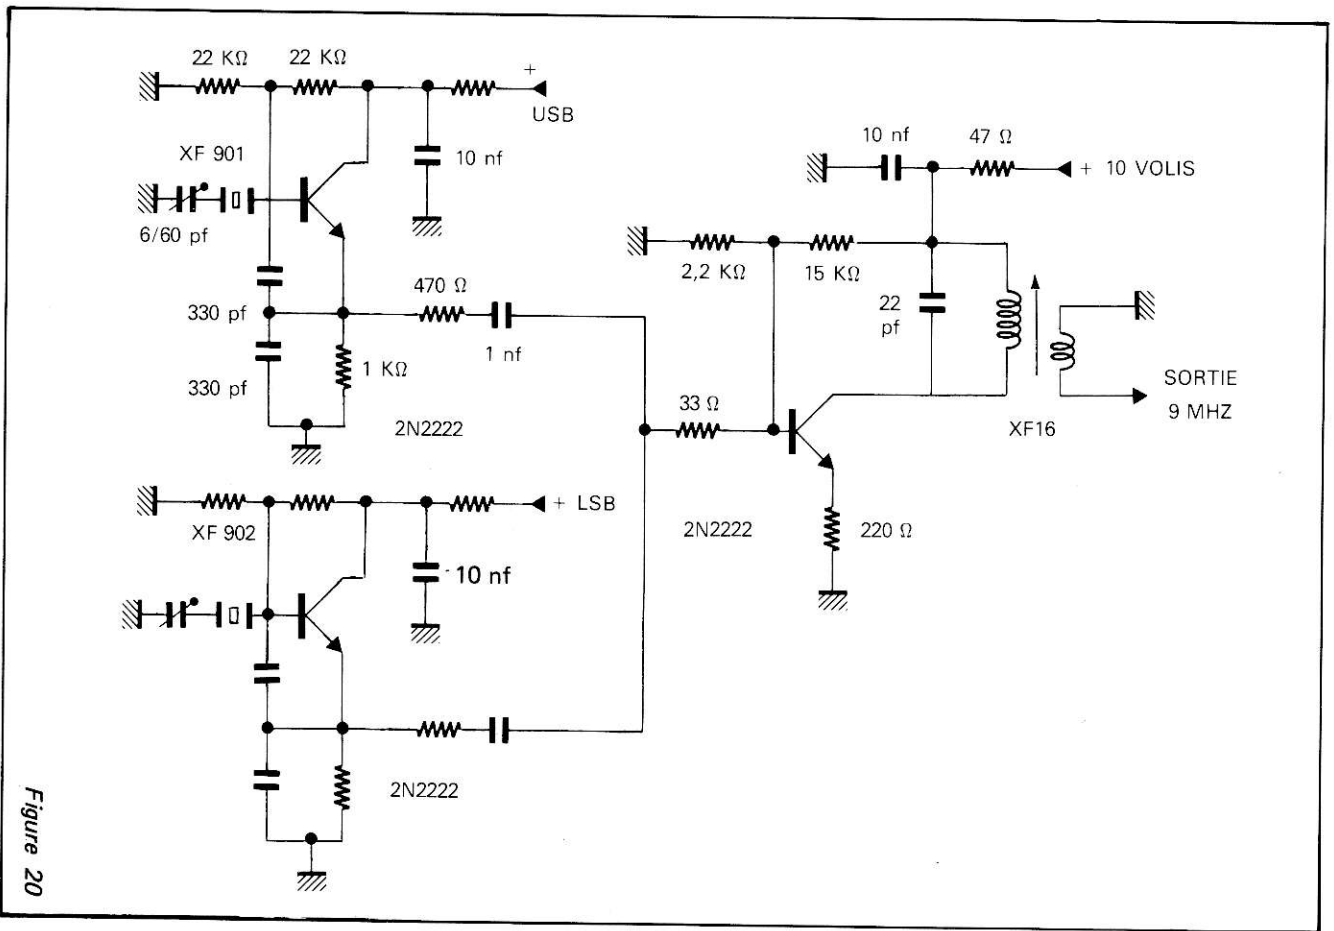 22 KΩ 22 KΩ
+
USB
XF 901
10 nf
6/60 pf
470 Ω
330 pf
1 nf
1 KΩ
330 pf
2N2222
+ LSB
XF 902
10 nf
2N2222
10 nf
47 Ω
+ 10 VOLIS
2,2 KΩ
15 KΩ
22
pf
33 Ω
SORTIE
9 MHZ
XF16
2N2222
220 Ω
Figure 20